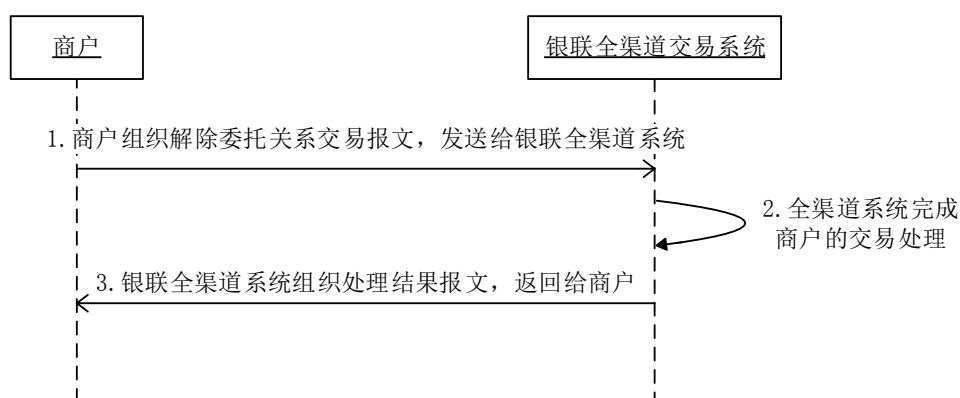 商户
银联全渠道交易系统
1.商户组织解除委托关系交易报文，发送给银联全渠道系统
2.全渠道系统完成
商户的交易处理
3.银联全渠道系统组织处理结果报文，返回给商户